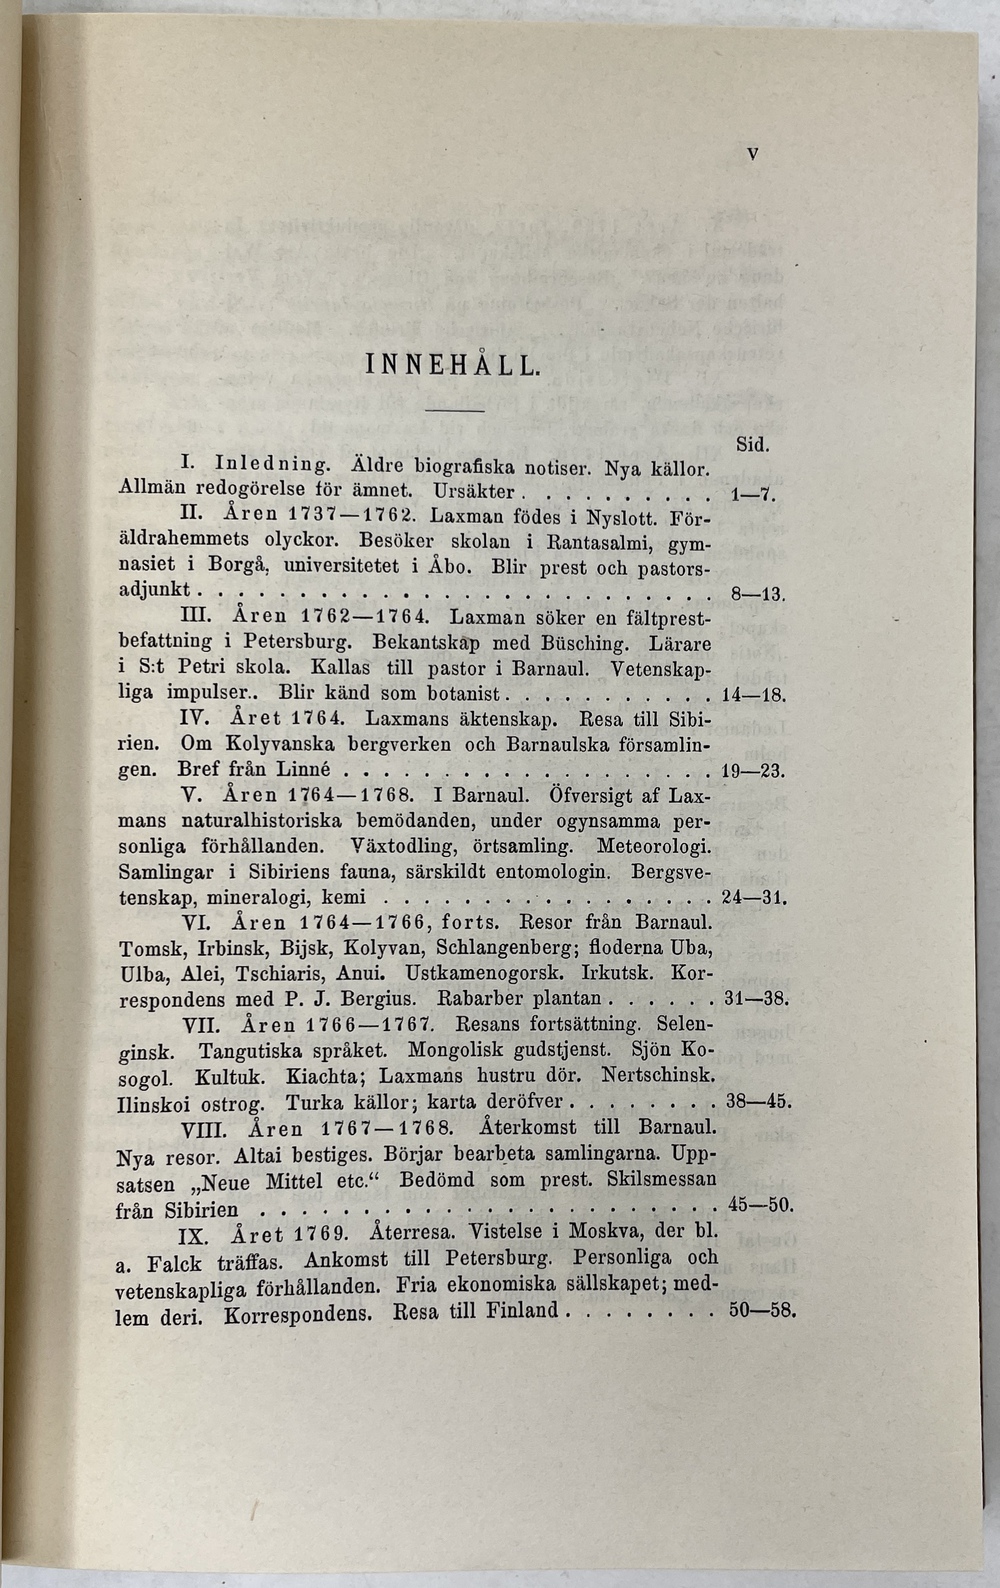 V
INNEHÅLL.
Sid.
I. Inledning. Äldre biografiska notiser. Nya källor.
Allmän redogörelse för ämnet. Ursäkter . . . . . . . . . . 1—7.
II. Åren 1737—1762. Laxman födes i Nyslott. För-
äldrahemmets olyckor. Besöker skolan i Rantasalmi, gym-
nasiet i Borgå, universitetet i Åbo. Blir prest och pastors-
adjunkt . . . . . . . . . . . . . . . . . . . . . . . . . . 8—13.
III. Åren 1762—1764. Laxman söker en fältprest-
befattning i Petersburg. Bekantskap med Büsching. Lärare
i S:t Petri skola. Kallas till pastor i Barnaul. Vetenskap-
liga impulser.. Blir känd som botanist . . . . . . . . . . . 14—18.
IV. Året 1764. Laxmans äktenskap. Resa till Sibi-
rien. Om Kolyvanska bergverken och Barnaulska församlin-
gen. Bref från Linné . . . . . . . . . . . . . . . . . . . 19—23.
V. Åren 1764—1768. I Barnaul. Öfversigt af Lax-
mans naturalhistoriska bemödanden, under ogynsamma per-
sonliga förhållanden. Växtodling, örtsamling. Meteorologi.
Samlingar i Sibiriens fauna, särskildt entomologin. Bergsve-
tenskap, mineralogi, kemi . . . . . . . . . . . . . . . . . 24—31.
VI. Åren 1764—1766, forts. Resor från Barnaul.
Tomsk, Irbinsk, Bijsk, Kolyvan, Schlangenberg; floderna Uba,
Ulba, Alei, Tschiaris, Anui. Ustkamenogorsk. Irkutsk. Kor-
respondens med P. J. Bergius. Rabarber plantan . . . . . . 31—38.
VII. Åren 1766—1767. Resans fortsättning. Selen-
ginsk. Tangutiska språket. Mongolisk gudstjenst. Sjön Ko-
sogol. Kultuk. Kiachta; Laxmans hustru dör. Nertschinsk.
Ilinskoi ostrog. Turka källor; karta deröfver . . . . . . . . 38—45.
VIII. Åren 1767—1768. Återkomst till Barnaul.
Nya resor. Altai bestiges. Börjar bearbeta samlingarna. Upp-
satsen „Neue Mittel etc.“ Bedömd som prest. Skilsmessan
från Sibirien . . . . . . . . . . . . . . . . . . . . . . . 45—50.
IX. Året 1769. Återresa. Vistelse i Moskva, der bl.
a. Falck träffas. Ankomst till Petersburg. Personliga och
vetenskapliga förhållanden. Fria ekonomiska sällskapet; med-
lem deri. Korrespondens. Resa till Finland . . . . . . . . 50—58.